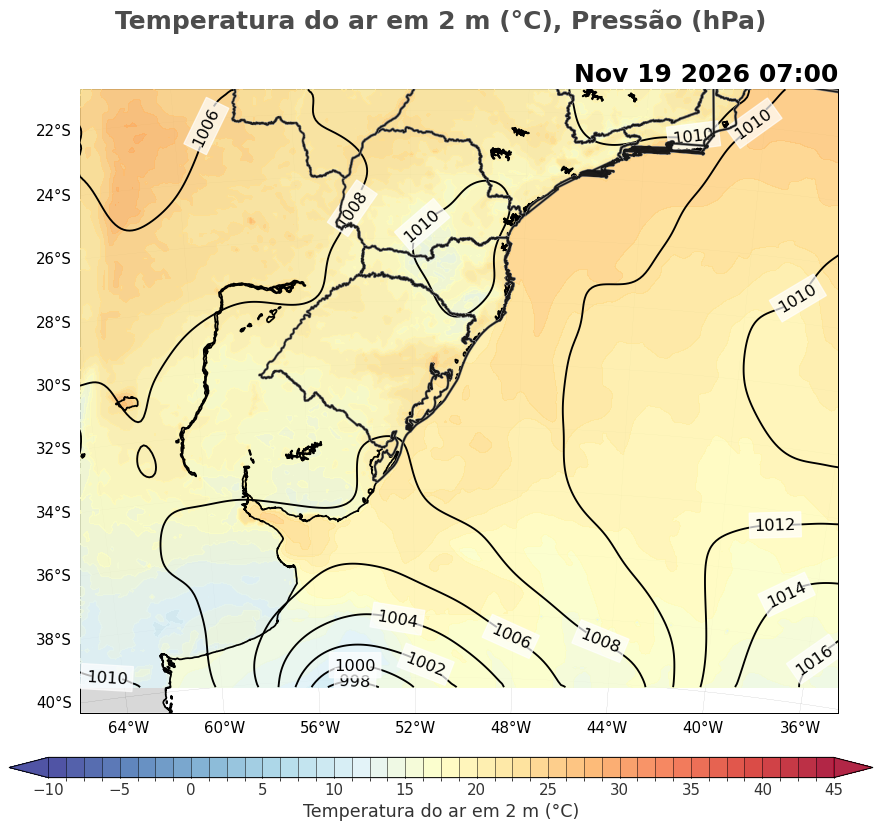 Temperatura do ar em 2 m (°C), Pressão (hPa)
Nov 19 2026 07:00
22°S
24°S
26°S
28°S
30°S
32°S
34°S
36°S
38°S
40°S
1006
1008
1010
1010
1010
1010
1012
1014
1016
1004
1006
1008
1002
1000
998
1010
64°W 60°W 56°W 52°W 48°W 44°W 40°W 36°W
−10 −5 0 5 10 15 20 25 30 35 40 45
Temperatura do ar em 2 m (°C)